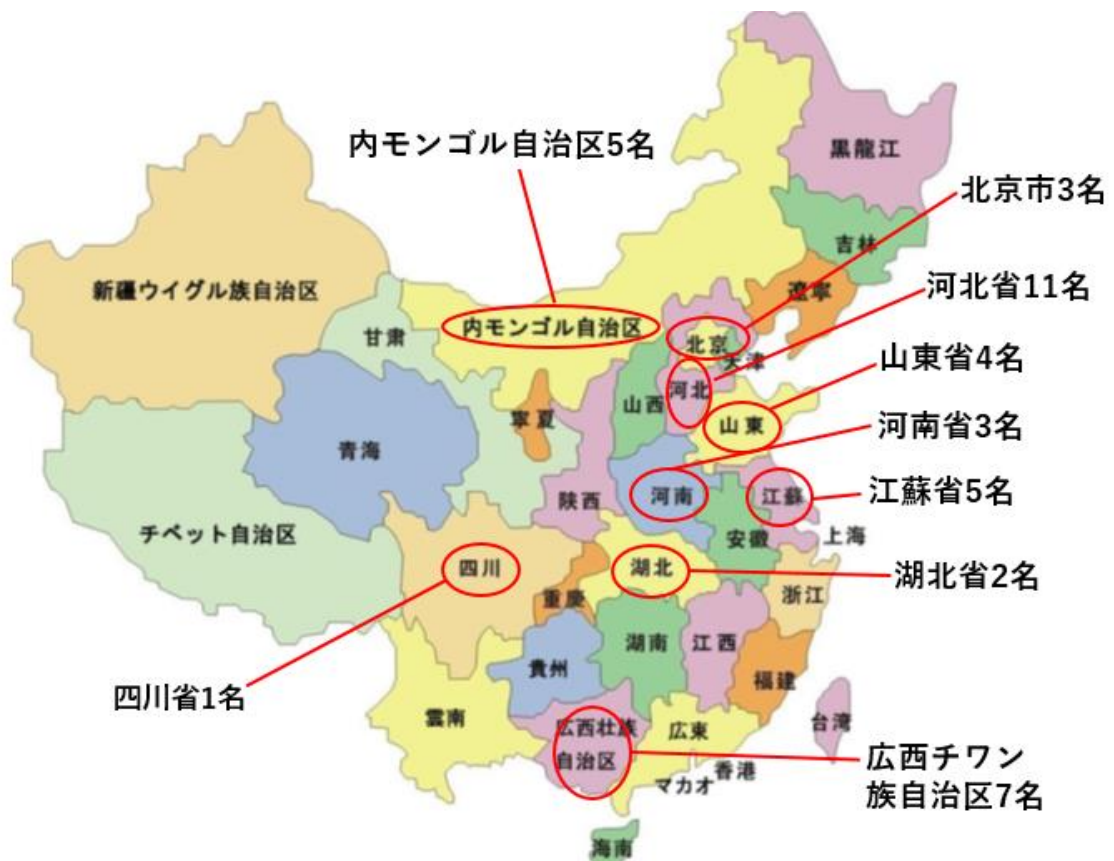 内モンゴル自治区5名
黒龍江
北京市3名
吉林
新疆ウイグル族自治区
遼寧
河北省11名
内モンゴル自治区
甘粛
北京
天津
山東省4名
河北
山西
寧夏
山東
河南省3名
青海
陕西
河南
江蘇
江蘇省5名
チベット自治区
安徽
上海
四川
湖北
湖北省2名
重慶
浙江
湖南
江西
貴州
福建
四川省1名
雲南
広西壮族
自治区
広東
台湾
香港
マカオ
広西チワン
族自治区7名
海南